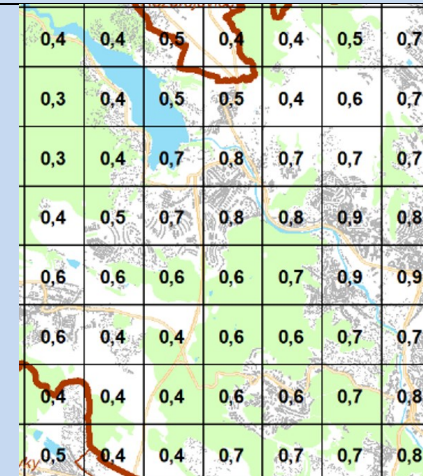 0,4 0,4 0,5 0,4 0,4 0,5 0,7
0,3 0,4 0,5 0,5 0,4 0,6 0,7
0,3 0,4 0,7 0,8 0,7 0,7 0,7
0,4 0,5 0,7 0,8 0,8 0,9 0,8
0,6 0,6 0,6 0,6 0,7 0,9 0,9
0,6 0,4 0,4 0,6 0,6 0,7 0,7
0,4 0,4 0,4 0,6 0,6 0,7 0,8
0,5 0,4 0,4 0,7 0,7 0,7 0,8
ky